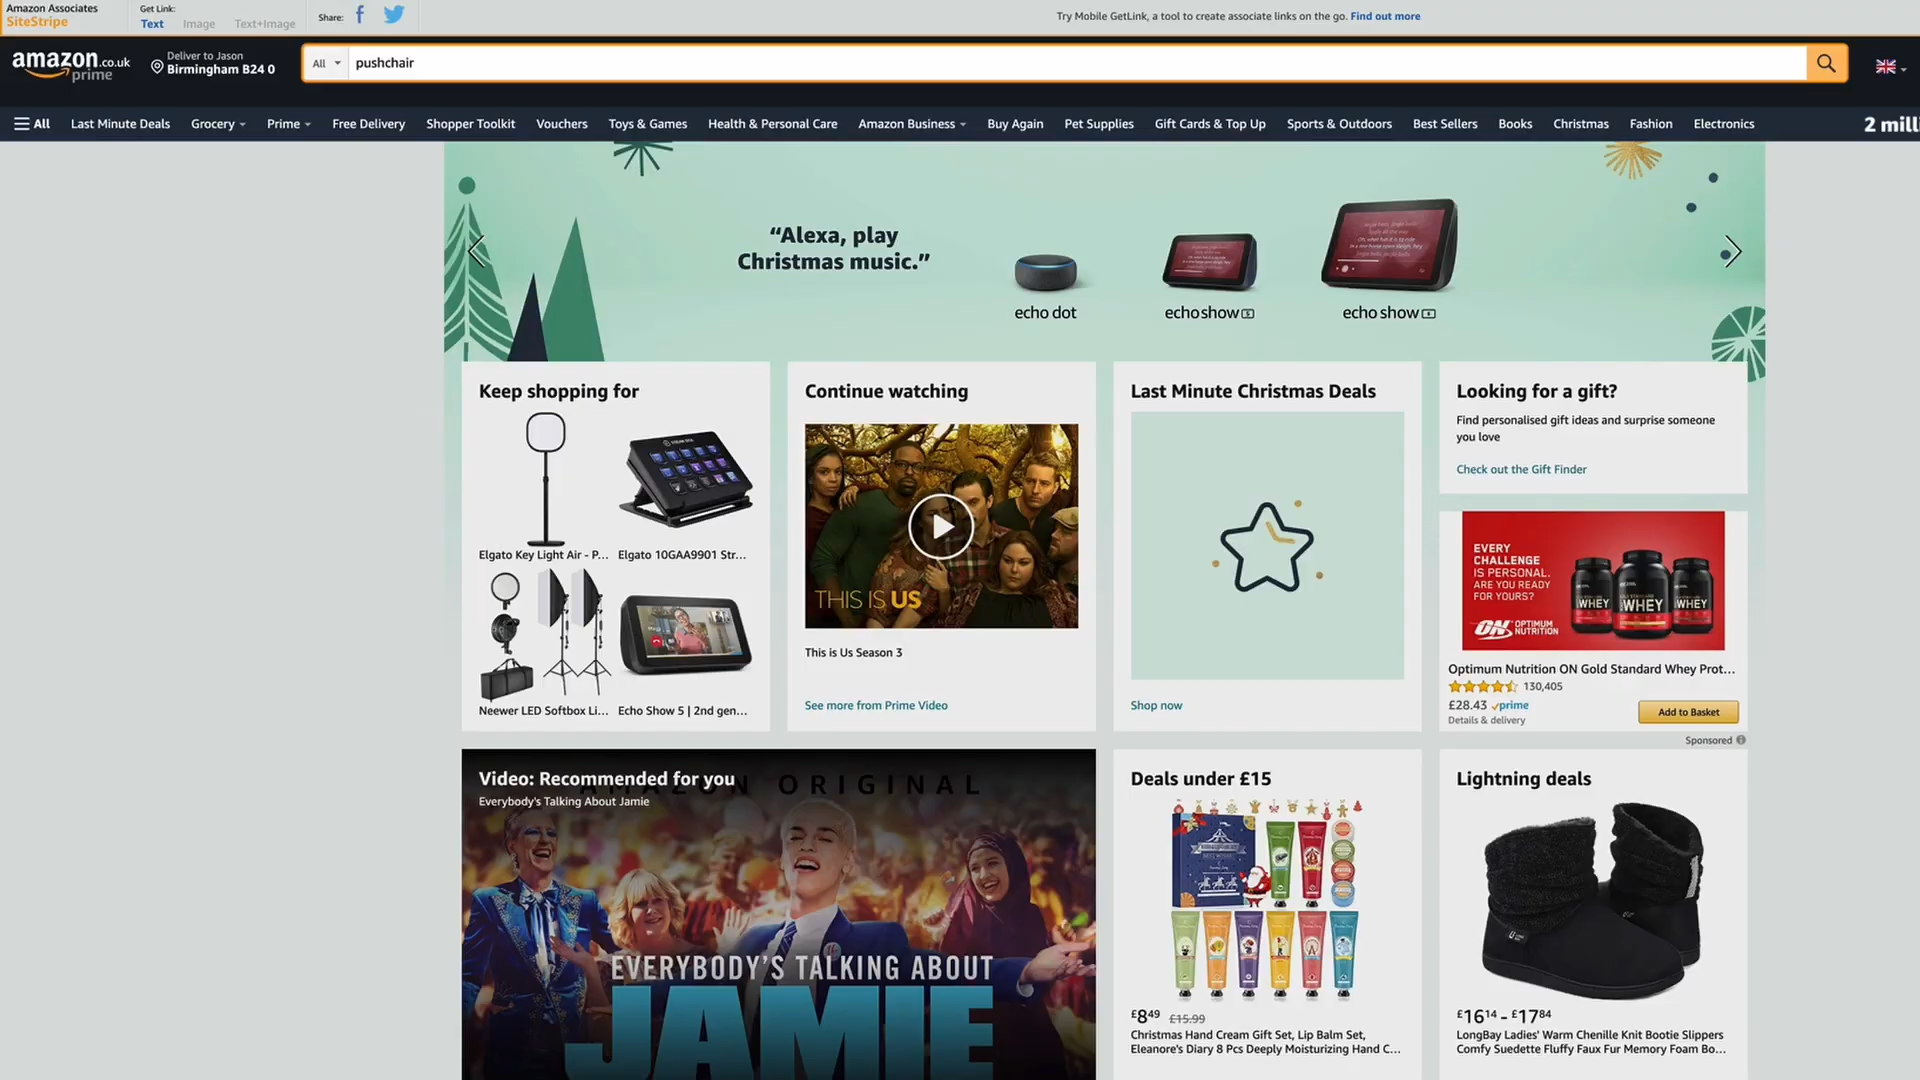 Amazon Associates
SiteStripe
Get Link:
Text Image Text+Image
Share:
Try Mobile GetLink, a tool to create associate links on the go. Find out more
amazon.co.uk
prime
Deliver to Jason
Birmingham B24 0
All
pushchair
All Last Minute Deals Grocery Prime Free Delivery Shopper Toolkit Vouchers Toys & Games Health & Personal Care Amazon Business Buy Again Pet Supplies Gift Cards & Top Up Sports & Outdoors Best Sellers Books Christmas Fashion Electronics
2 milli
“Alexa, play
Christmas music.”
echo dot
echo show 5
echo show 8
Keep shopping for
Elgato Key Light Air - P...
Elgato 10GAA9901 Str...
Neewer LED Softbox Li...
Echo Show 5 | 2nd gen...
Continue watching
THIS IS US
This is Us Season 3
See more from Prime Video
Last Minute Christmas Deals
Shop now
Looking for a gift?
Find personalised gift ideas and surprise someone
you love
Check out the Gift Finder
EVERY
CHALLENGE
IS PERSONAL.
ARE YOU READY
FOR YOURS?
ON OPTIMUM
NUTRITION
WHEY
WHEY
WHEY
Optimum Nutrition ON Gold Standard Whey Prot...
130,405
£28.43 prime
Details & delivery
Add to Basket
Sponsored
Video: Recommended for you
Everybody's Talking About Jamie
EVERYBODY'S TALKING ABOUT
JAMIE
Deals under £15
£8.49 £15.99
Christmas Hand Cream Gift Set, Lip Balm Set,
Eleanore's Diary 8 Pcs Deeply Moisturizing Hand C...
Lightning deals
£16.14 - £17.84
LongBay Ladies' Warm Chenille Knit Bootie Slippers
Comfy Suedette Fluffy Faux Fur Memory Foam Bo...